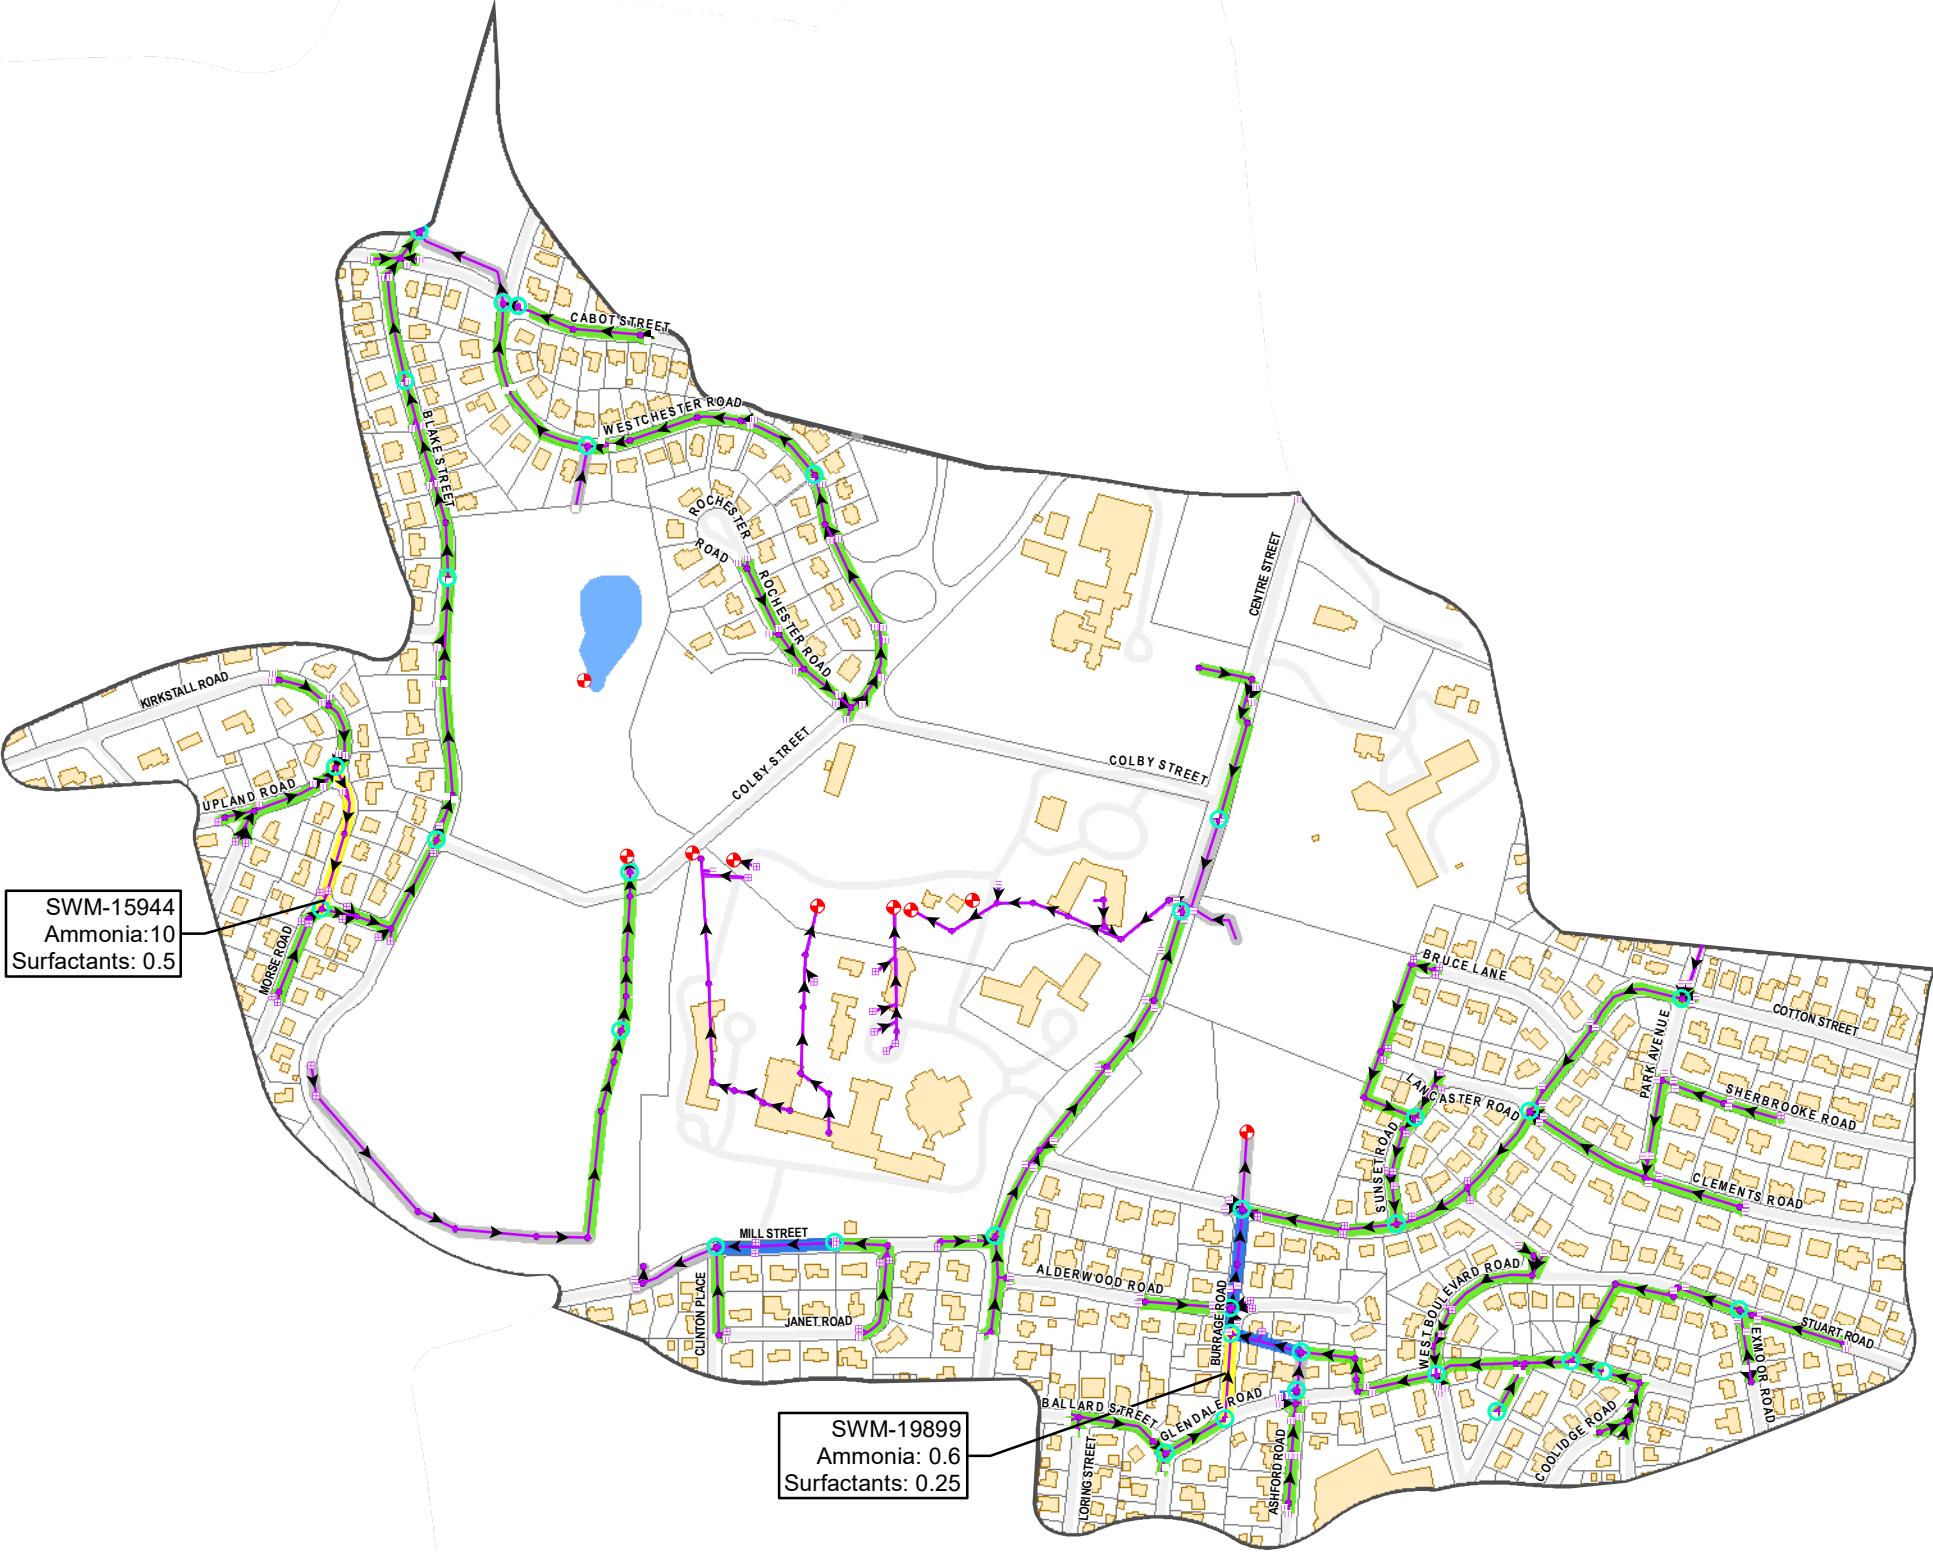 CABOT STREET
WESTCHESTER ROAD
BLAKE STREET
ROCHESTER
ROAD
ROCHESTER ROAD
CENTRE STREET
KIRKSTALL ROAD
COLBY STREET
COLBY STREET
UPLAND ROAD
SWM-15944
Ammonia:10
Surfactants: 0.5
MORSE ROAD
BRUCE LANE
COTTON STREET
PARK AVENUE
LANCASTER ROAD
SHERBROOKE ROAD
SUNSET ROAD
CLEMENTS ROAD
MILL STREET
ALDERWOOD ROAD
WEST BOULEVARD ROAD
CLINTON PLACE
JANET ROAD
BURRAGE ROAD
STUART ROAD
EXMOOR ROAD
BALLARD STREET
GLENDALE ROAD
COOLIDGE ROAD
LORING STREET
ASHFORD ROAD
SWM-19899
Ammonia: 0.6
Surfactants: 0.25